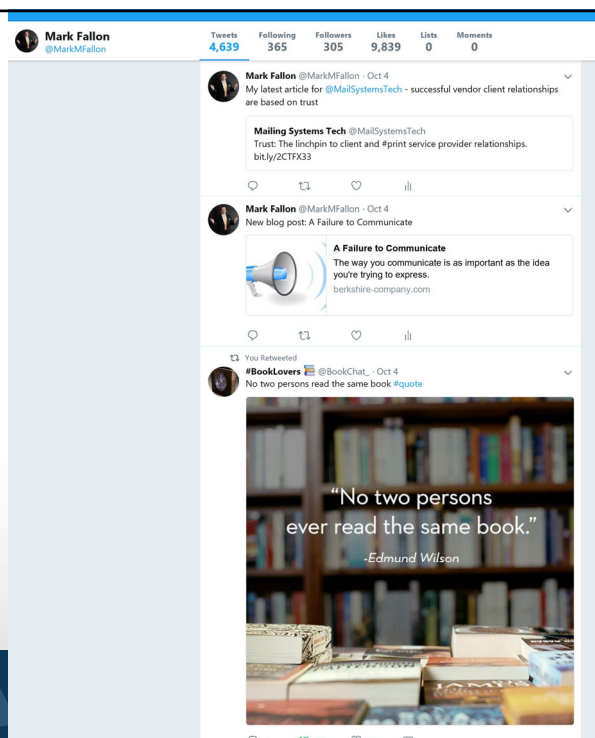 Mark Fallon
@MarkMFallon
Tweets Following Followers Likes Lists Moments
4,639 365 305 9,839 0 0
Mark Fallon @MarkMFallon · Oct 4
My latest article for @MailSystemsTech - successful vendor client relationships
are based on trust
Mailing Systems Tech @MailSystemsTech
Trust: The linchpin to client and #print service provider relationships.
bit.ly/2CTFX33
Mark Fallon @MarkMFallon · Oct 4
New blog post: A Failure to Communicate
A Failure to Communicate
The way you communicate is as important as the idea
you're trying to express.
berkshire-company.com
You Retweeted
#BookLovers @BookChat_ · Oct 4
No two persons read the same book #quote
“No two persons
ever read the same book.”
-Edmund Wilson